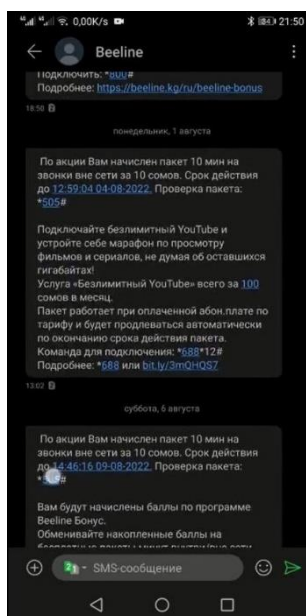 0,00K/s 84 21:50
Beeline
Подключить: *800#
Подробнее: https://beeline.kg/ru/beeline-bonus
18:50
понедельник, 1 августа
По акции Вам начислен пакет 10 мин на
звонки вне сети за 10 сомов. Срок действия
до 12:59:04 04-08-2022. Проверка пакета:
*505#
Подключайте безлимитный YouTube и
устройте себе марафон по просмотру
фильмов и сериалов, не думая об оставшихся
гигабайтах!
Услуга «Безлимитный YouTube» всего за 100
сомов в месяц.
Пакет работает при оплаченной абон.плате по
тарифу и будет продлеваться автоматически
по окончанию срока действия пакета.
Команда для подключения: *688*12#
Подробнее: *688 или bit.ly/3mQHQS7
13:02
суббота, 6 августа
По акции Вам начислен пакет 10 мин на
звонки вне сети за 10 сомов. Срок действия
до 14:46:16 09-08-2022. Проверка пакета:
Вам будут начислены баллы по программе
Beeline Бонус.
Обменивайте накопленные баллы на
бесплатные пакеты минут внутри/вне сети
SMS-сообщение